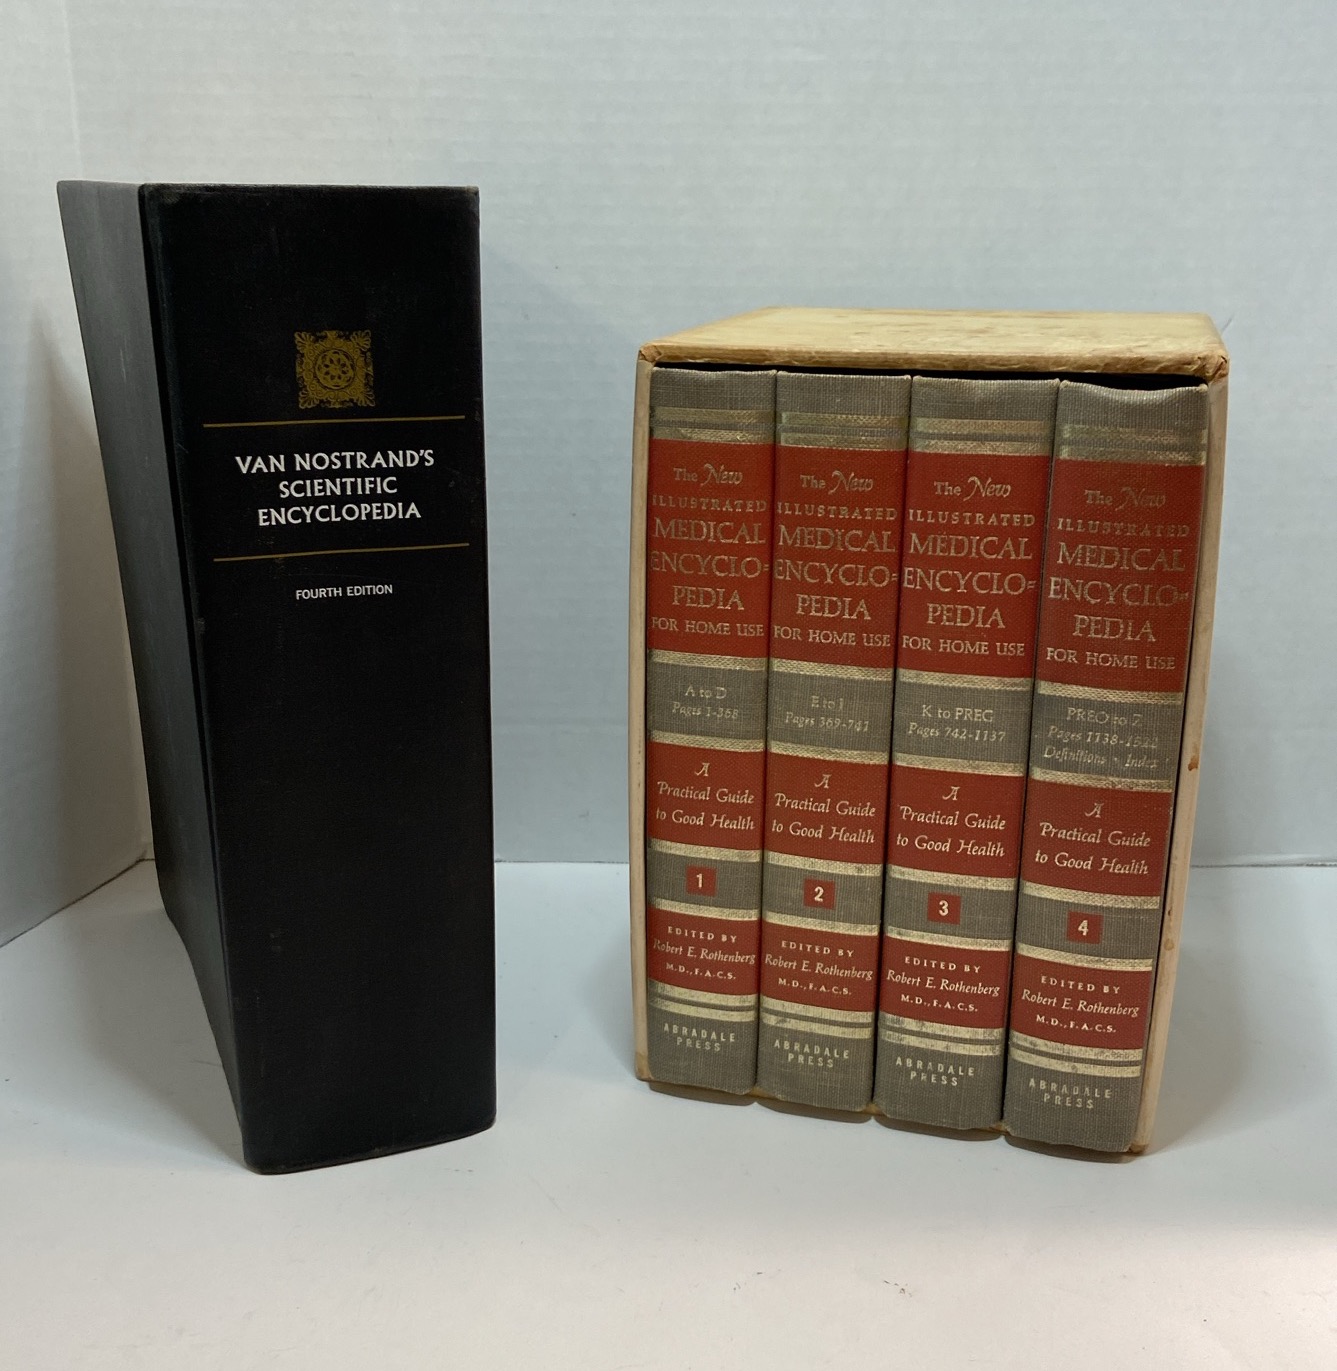 VAN NOSTRAND'S
SCIENTIFIC
ENCYCLOPEDIA
FOURTH EDITION
The New
ILLUSTRATED
MEDICAL
ENCYCLO=
PEDIA
FOR HOME USE
A to D
Pages 1-368
A
Practical Guide
to Good Health
1
EDITED BY
Robert E. Rothenberg
M.D., F.A.C.S.
ABRADALE
PRESS
The New
ILLUSTRATED
MEDICAL
ENCYCLO=
PEDIA
FOR HOME USE
E to J
Pages 369-741
A
Practical Guide
to Good Health
2
EDITED BY
Robert E. Rothenberg
M.D., F.A.C.S.
ABRADALE
PRESS
The New
ILLUSTRATED
MEDICAL
ENCYCLO=
PEDIA
FOR HOME USE
K to PREG
Pages 742-1137
A
Practical Guide
to Good Health
3
EDITED BY
Robert E. Rothenberg
M.D., F.A.C.S.
ABRADALE
PRESS
The New
ILLUSTRATED
MEDICAL
ENCYCLO=
PEDIA
FOR HOME USE
to Z
Pages
Definitions - Index
A
Practical Guide
to Good Health
4
EDITED BY
Robert E. Rothenberg
M.D., F.A.C.S.
ABRADALE
PRESS